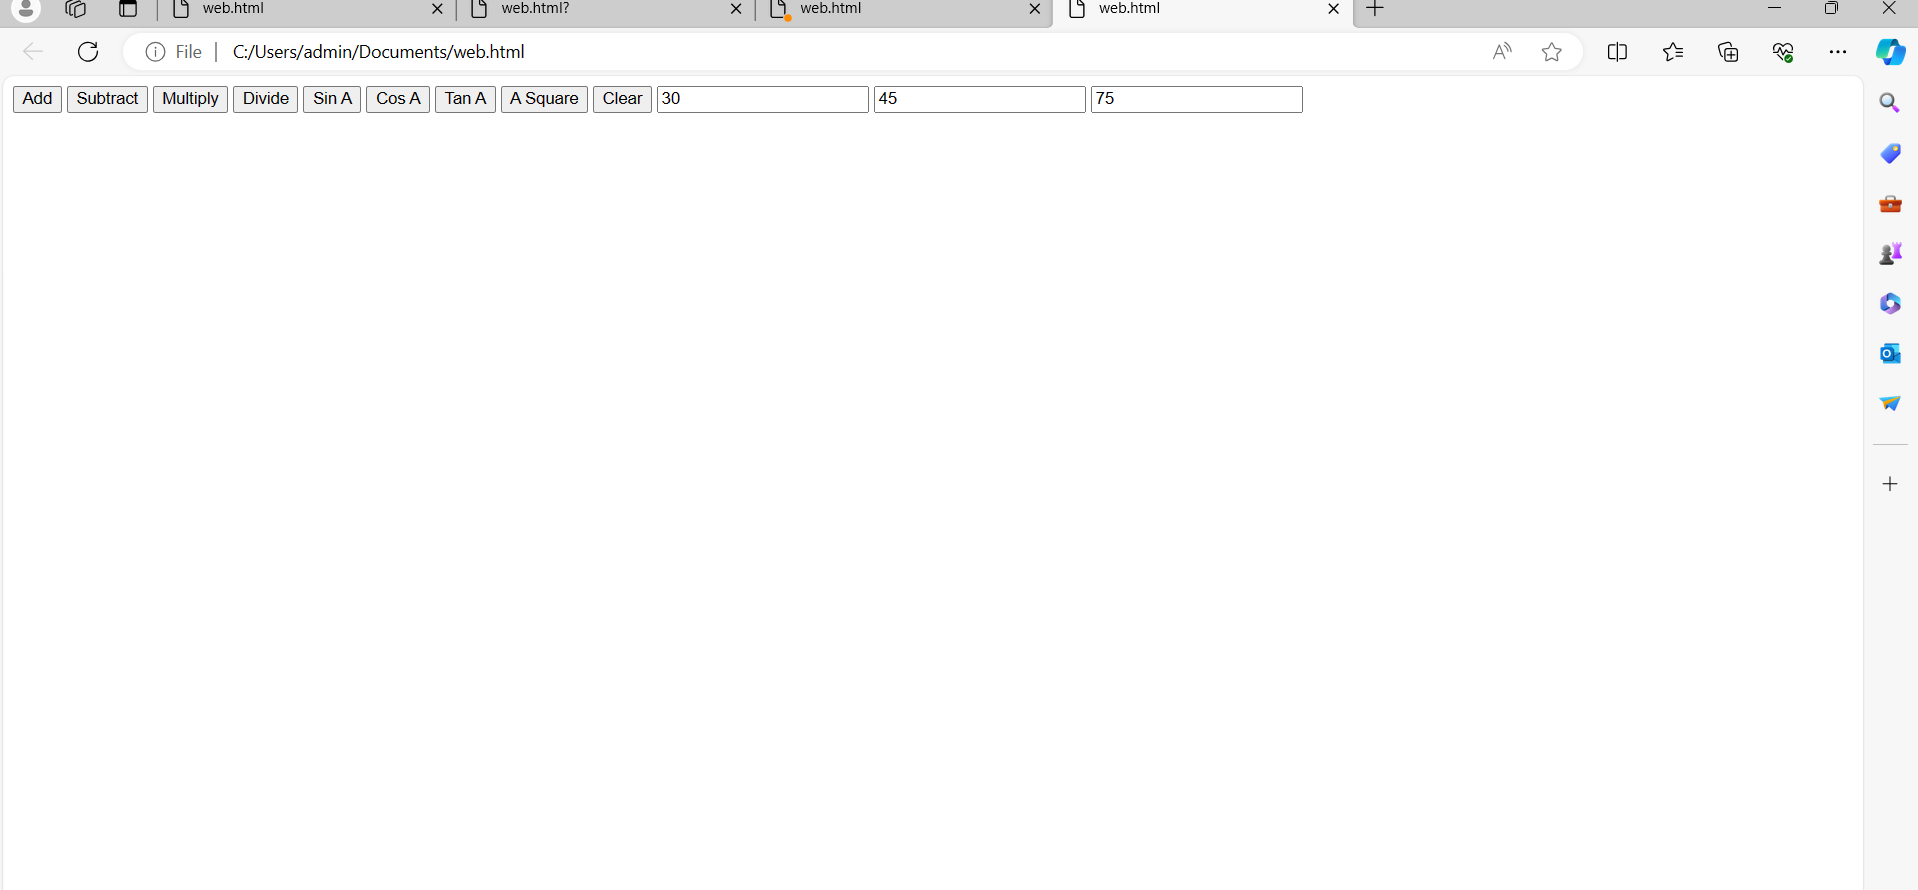 web.html web.html? web.html web.html
File C:/Users/admin/Documents/web.html
Add Subtract Multiply Divide Sin A Cos A Tan A A Square Clear 30 45 75